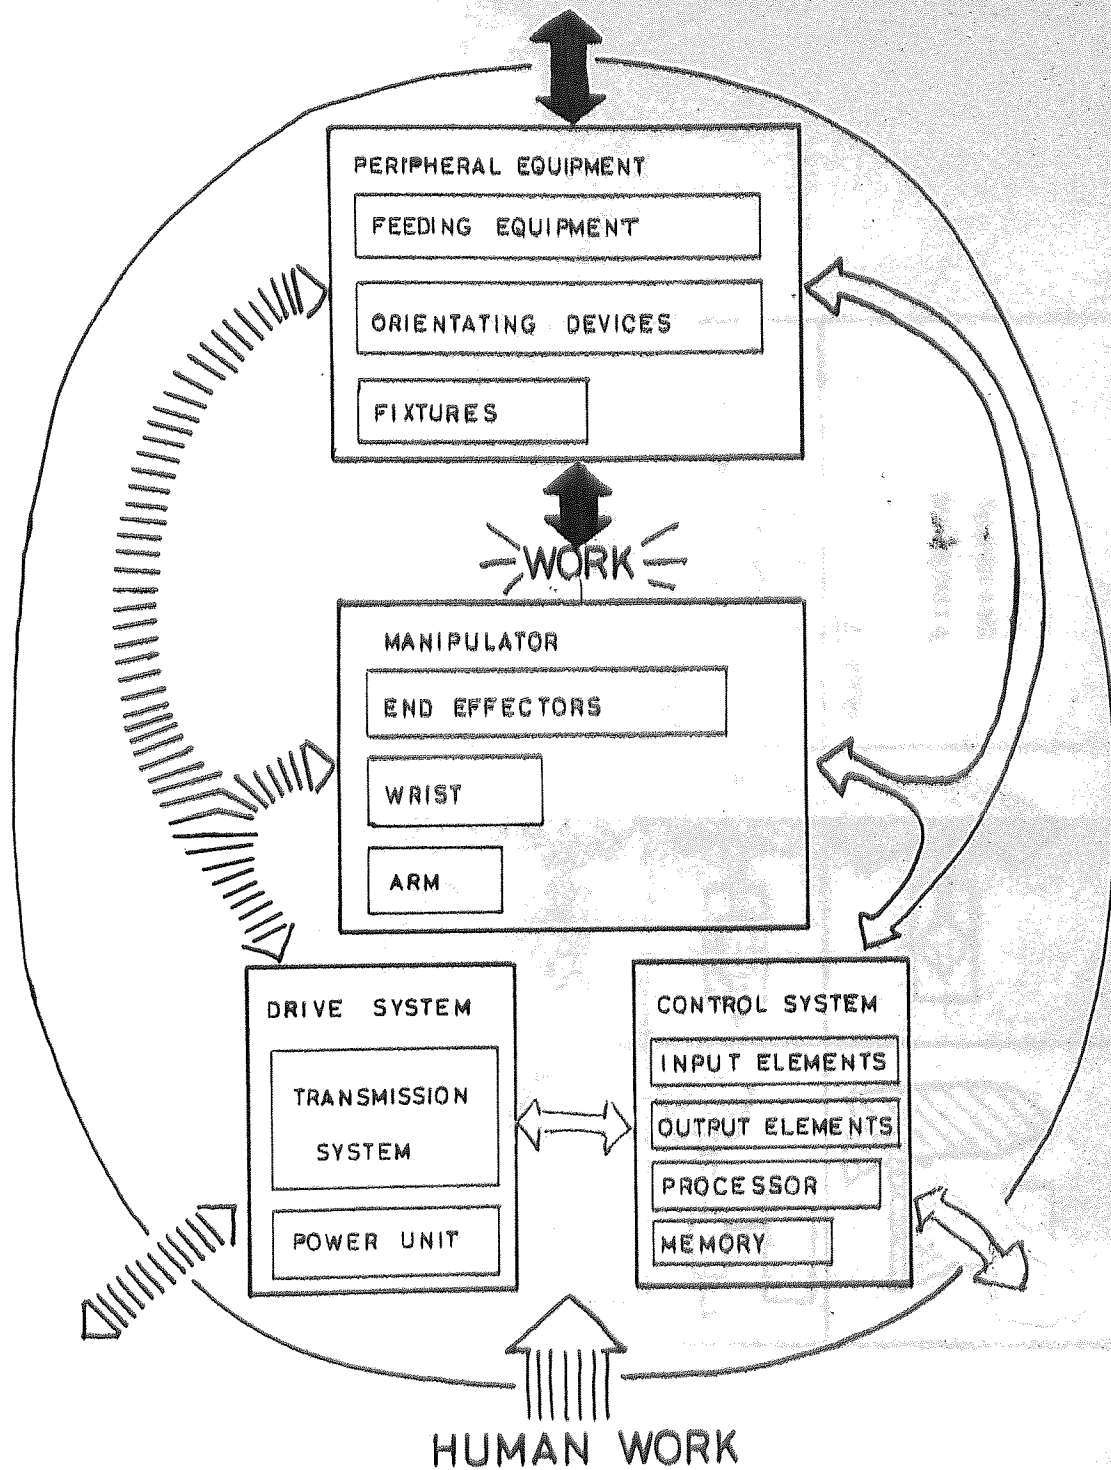 PERIPHERAL EQUIPMENT
FEEDING EQUIPMENT
ORIENTATING DEVICES
FIXTURES
WORK
MANIPULATOR
END EFFECTORS
WRIST
ARM
DRIVE SYSTEM
TRANSMISSION
SYSTEM
POWER UNIT
CONTROL SYSTEM
INPUT ELEMENTS
OUTPUT ELEMENTS
PROCESSOR
MEMORY
HUMAN WORK